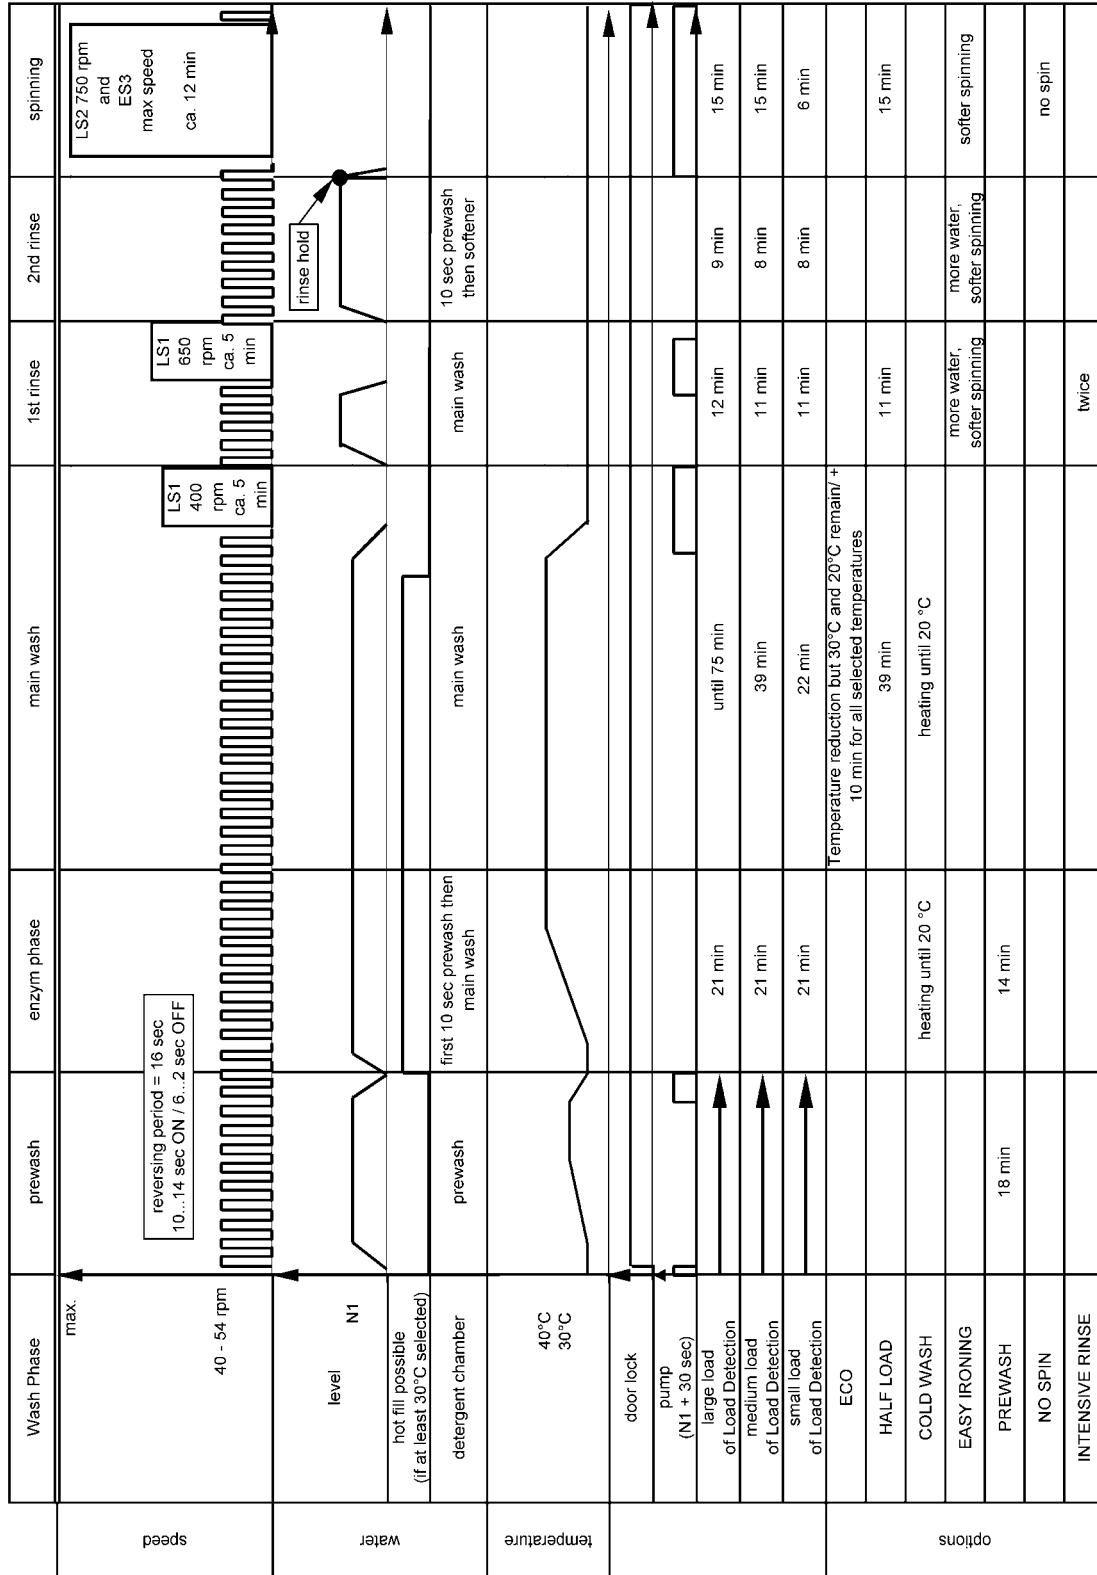 Wash Phase
prewash
enzym phase
main wash
1st rinse
2nd rinse
spinning
speed
max.
40 - 54 rpm
reversing period = 16 sec
10...14 sec ON / 6...2 sec OFF
LS1
400
rpm
ca. 5
min
LS1
650
rpm
ca. 5
min
LS2 750 rpm
and
ES3
max speed
ca. 12 min
water
level
N1
rinse hold
hot fill possible
(if at least 30°C selected)
detergent chamber
prewash
first 10 sec prewash then
main wash
main wash
main wash
10 sec prewash
then softener
temperature
40°C
30°C
door lock
pump
(N1 + 30 sec)
large load
of Load Detection
21 min
until 75 min
12 min
9 min
15 min
medium load
of Load Detection
21 min
39 min
11 min
8 min
15 min
small load
of Load Detection
21 min
22 min
11 min
8 min
6 min
options
ECO
Temperature reduction but 30°C and 20°C remain/ +
10 min for all selected temperatures
HALF LOAD
39 min
11 min
15 min
COLD WASH
heating until 20 °C
heating until 20 °C
EASY IRONING
more water,
softer spinning
more water,
softer spinning
softer spinning
PREWASH
18 min
14 min
NO SPIN
no spin
INTENSIVE RINSE
twice